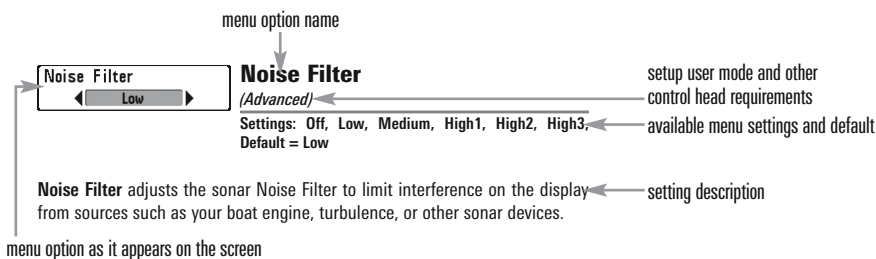 menu option name
Noise Filter
Low
Noise Filter
(Advanced)
setup user mode and other
control head requirements
Settings: Off, Low, Medium, High1, High2, High3,
Default = Low
available menu settings and default
Noise Filter adjusts the sonar Noise Filter to limit interference on the display
from sources such as your boat engine, turbulence, or other sonar devices.
setting description
menu option as it appears on the screen